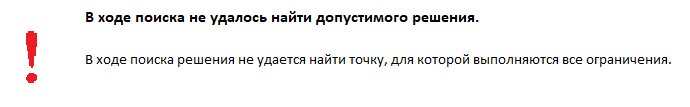 В ходе поиска не удалось найти допустимого решения.
В ходе поиска решения не удается найти точку, для которой выполняются все ограничения.